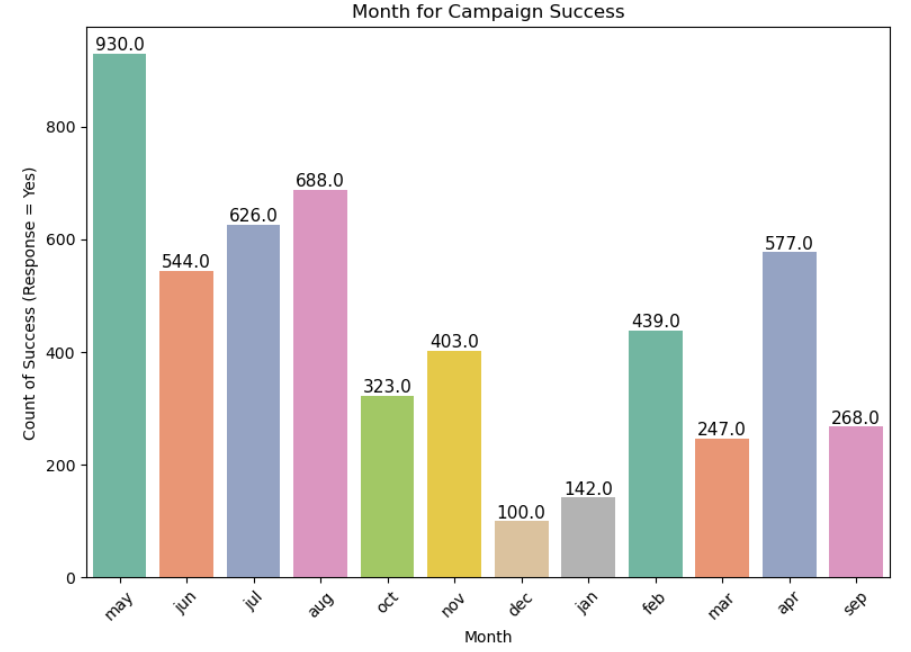 Month for Campaign Success
930.0
544.0
626.0
688.0
323.0
403.0
100.0
142.0
439.0
247.0
577.0
268.0
Count of Success (Response = Yes)
800
600
400
200
0
may
jun
jul
aug
oct
nov
dec
jan
feb
mar
apr
sep
Month